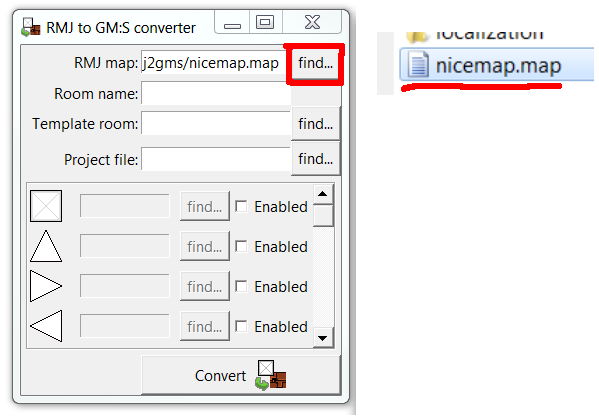 RMJ to GM:S converter
RMJ map: j2gms/nicemap.map find...
Room name:
Template room: find...
Project file: find...
find... Enabled
find... Enabled
find... Enabled
find... Enabled
Convert
localization
nicemap.map